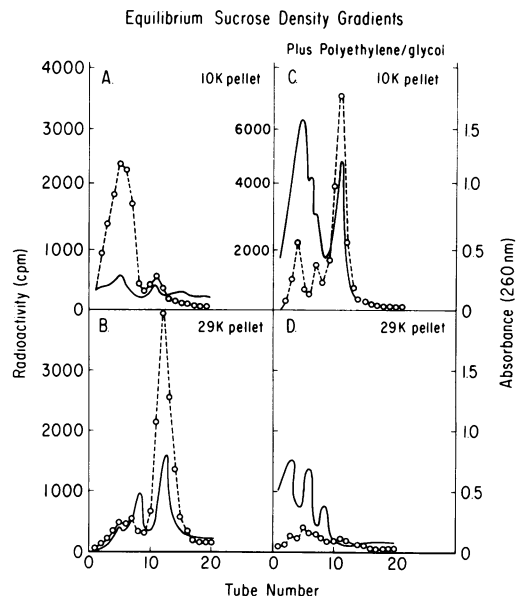 Equilibrium Sucrose Density Gradients
Plus Polyethylene/glycol
A. 10K pellet
C. 10K pellet
4000
3000
2000
1000
0
6000
4000
2000
0
1.5
1.0
0.5
0
Radioactivity (cpm)
Absorbance (260 nm)
B. 29K pellet
D. 29K pellet
3000
2000
1000
0
1.5
1.0
0.5
0
0 10 20
0 10 20
Tube Number